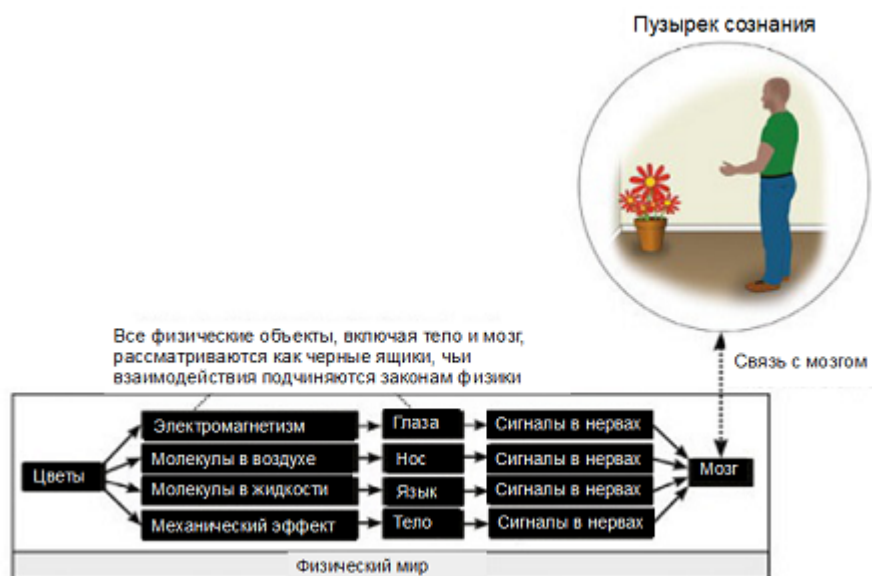 Пузырек сознания
Все физические объекты, включая тело и мозг,
рассматриваются как черные ящики, чьи
взаимодействия подчиняются законам физики
Связь с мозгом
Цветы
Электромагнетизм
Глаза
Сигналы в нервах
Молекулы в воздухе
Нос
Сигналы в нервах
Молекулы в жидкости
Язык
Сигналы в нервах
Механический эффект
Тело
Сигналы в нервах
Мозг
Физический мир